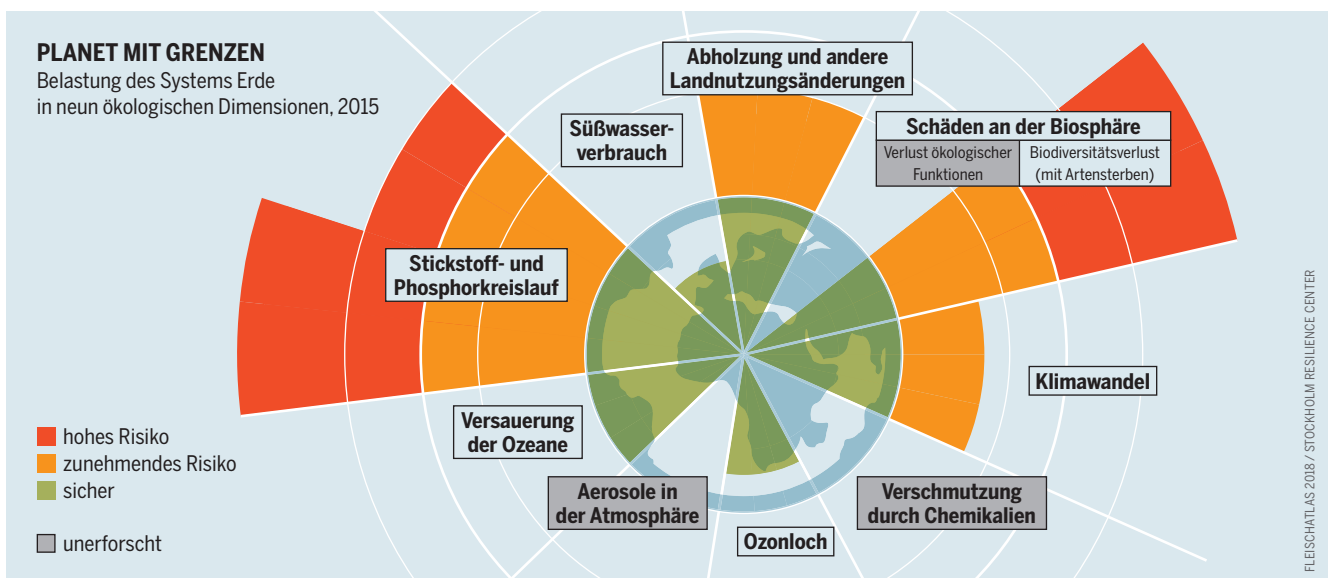 PLANET MIT GRENZEN
Belastung des Systems Erde
in neun ökologischen Dimensionen, 2015
Abholzung und andere
Landnutzungsänderungen
Süßwasser-
verbrauch
Schäden an der Biosphäre
Verlust ökologischer
Funktionen
Biodiversitätsverlust
(mit Artensterben)
Stickstoff- und
Phosphorkreislauf
Klimawandel
Versauerung
der Ozeane
Aerosole in
der Atmosphäre
Verschmutzung
durch Chemikalien
Ozonloch
hohes Risiko
zunehmendes Risiko
sicher
unerforscht
FLEISCHATLAS 2018 / STOCKHOLM RESILIENCE CENTER